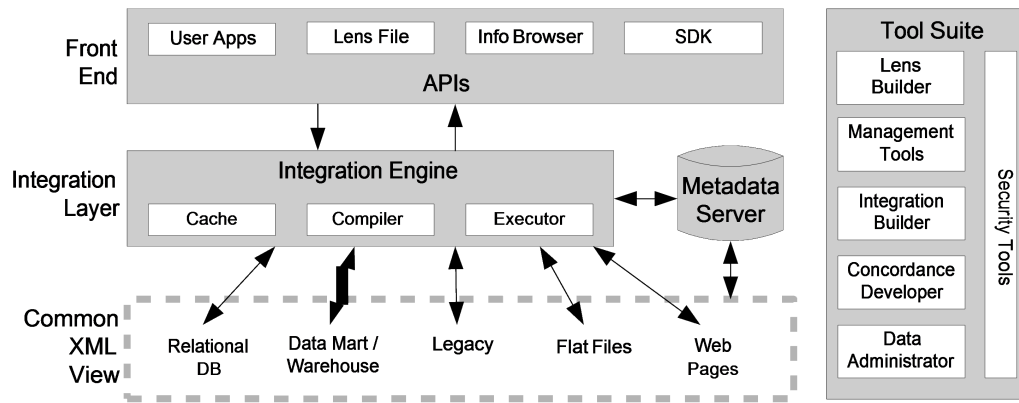 Front
End
User Apps
Lens File
Info Browser
SDK
APIs
Integration
Layer
Integration Engine
Cache
Compiler
Executor
Metadata
Server
Common
XML
View
Relational
DB
Data Mart /
Warehouse
Legacy
Flat Files
Web
Pages
Tool Suite
Lens
Builder
Management
Tools
Integration
Builder
Concordance
Developer
Data
Administrator
Security Tools